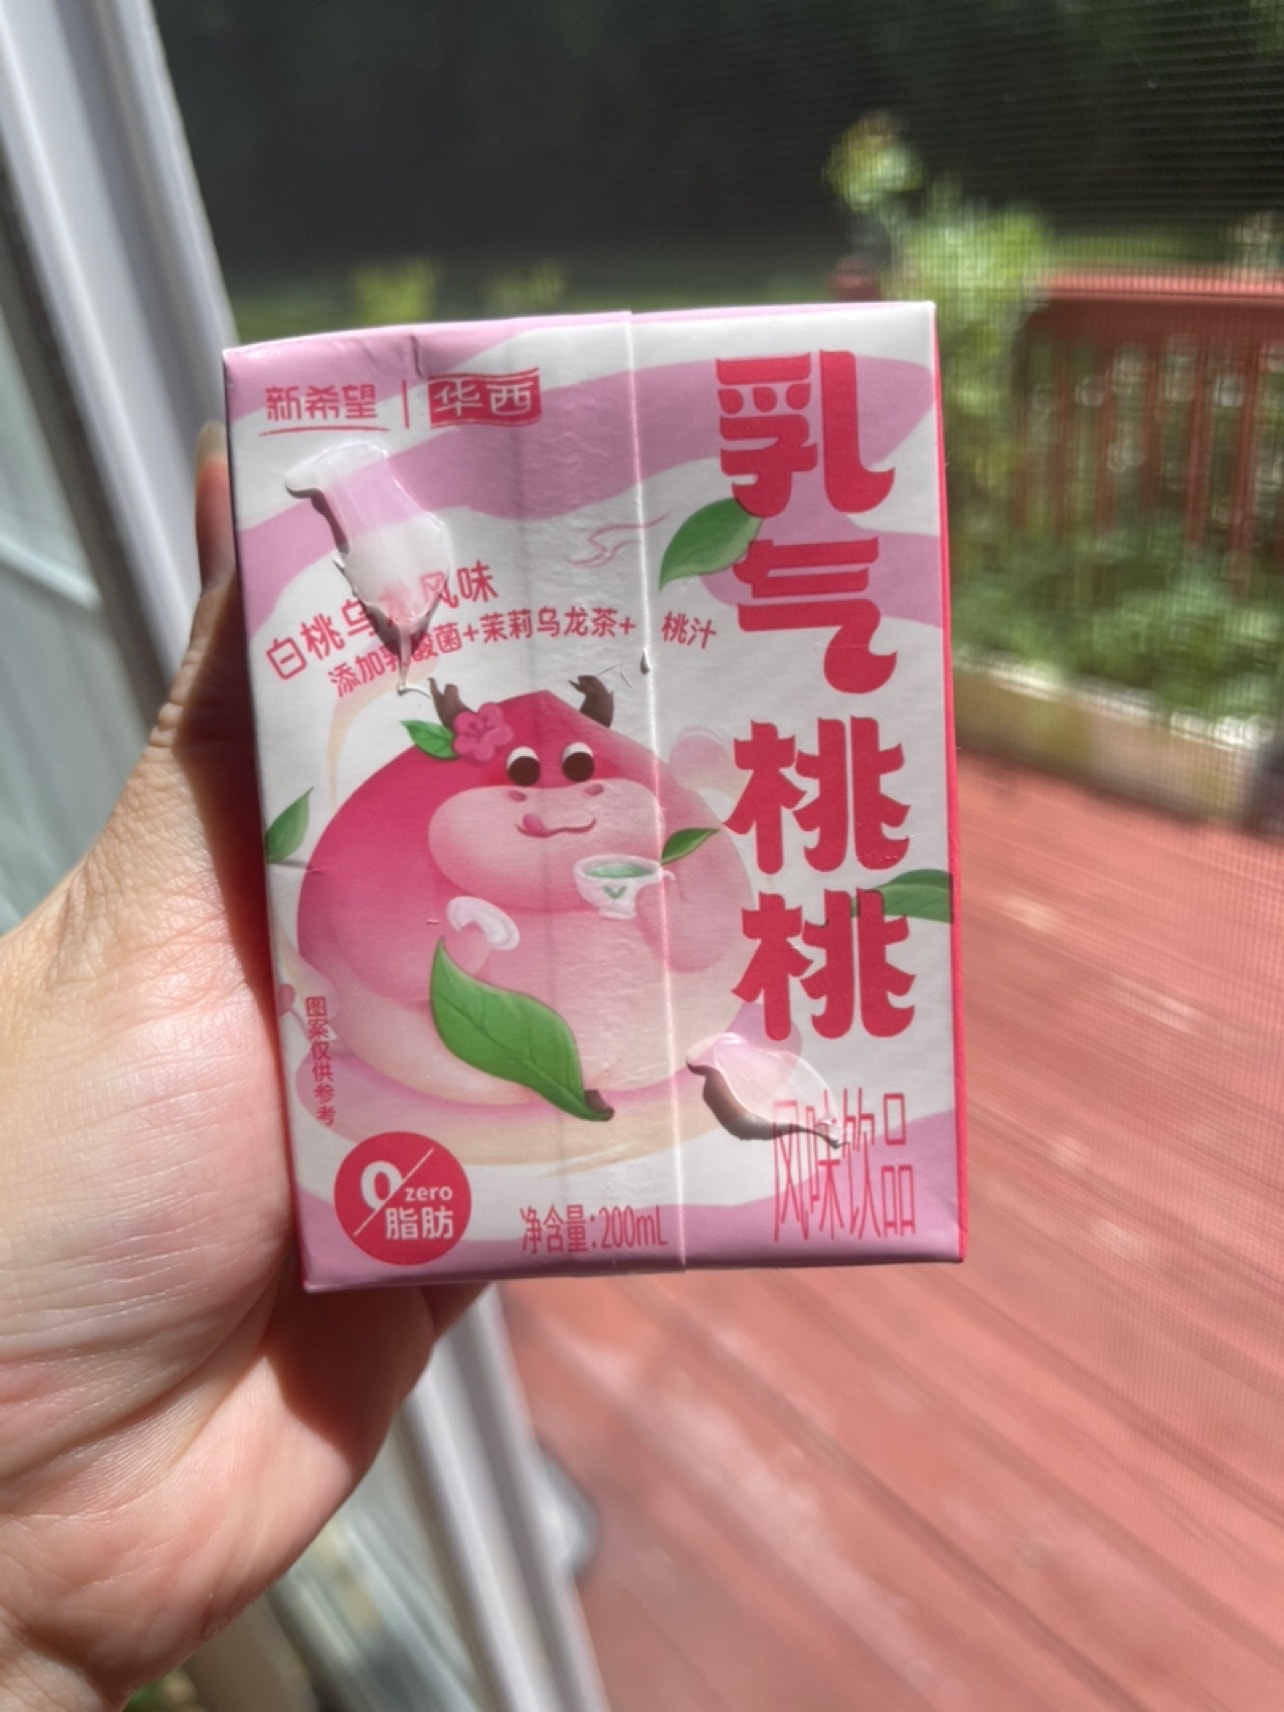 新希望 | 华西
乳气桃桃
白桃乌 风味
添加乳酸菌+茉莉乌龙茶+ 桃汁
图案仅供参考
0 zero
脂肪
净含量:200mL
风味饮品